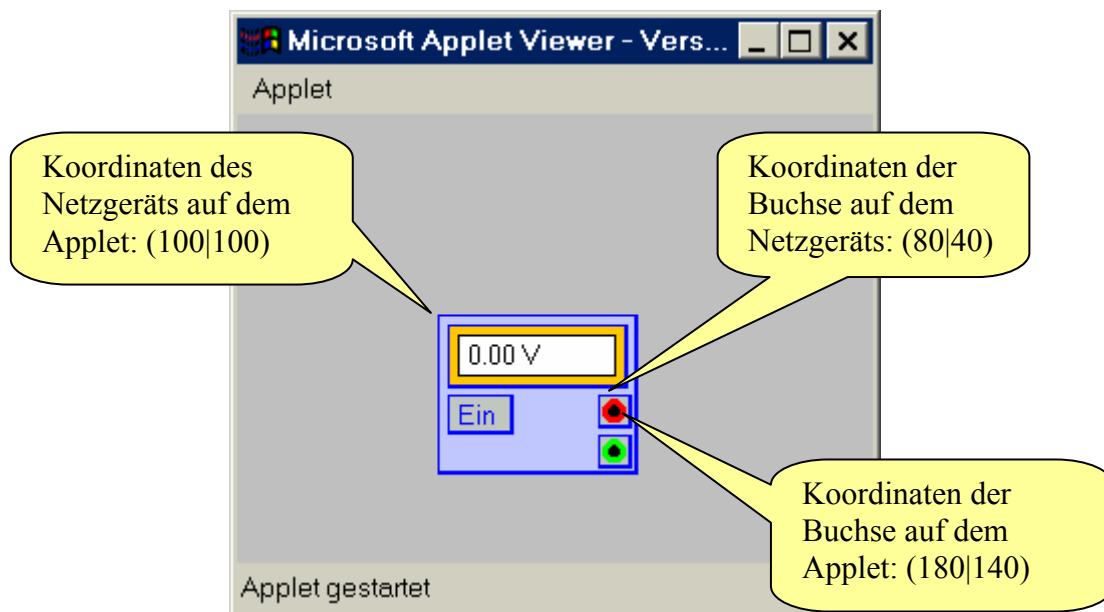 Microsoft Applet Viewer - Vers...
Applet
Koordinaten des
Netzgeräts auf dem
Applet: (100|100)
Koordinaten der
Buchse auf dem
Netzgeräts: (80|40)
0.00 V
Ein
Koordinaten der
Buchse auf dem
Applet: (180|140)
Applet gestartet